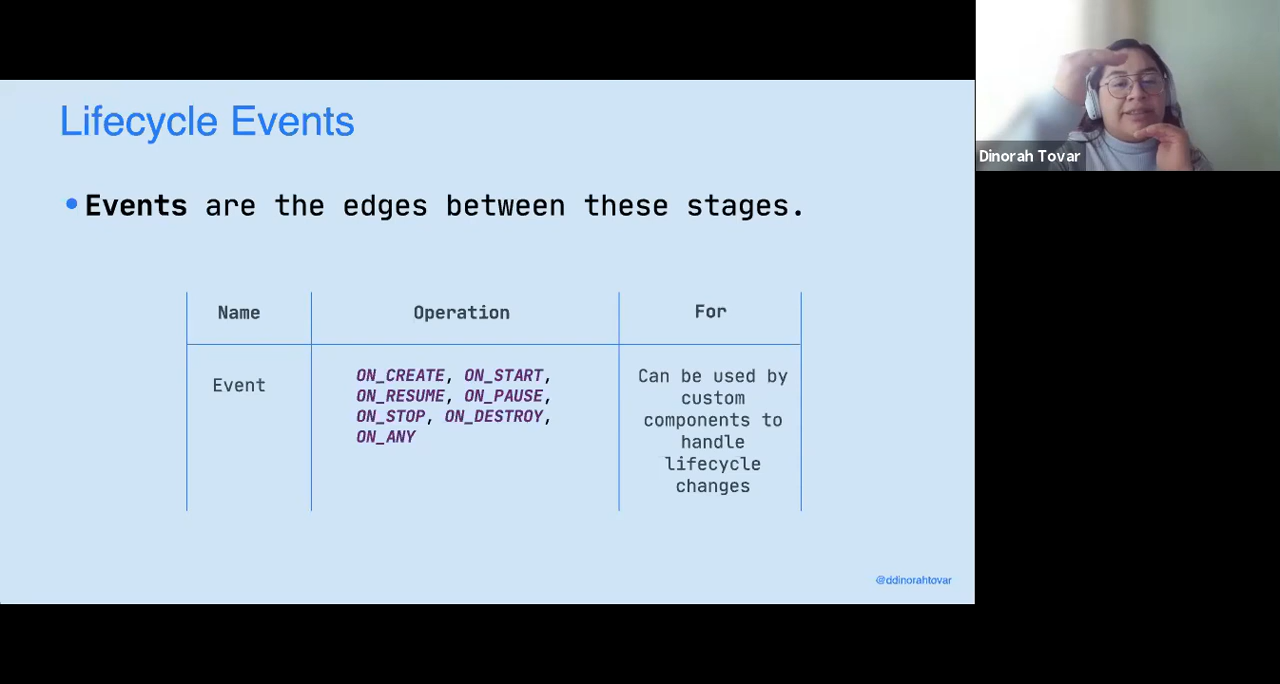 Lifecycle Events
• Events are the edges between these stages.
Name
Operation
For
Event
ON_CREATE, ON_START,
ON_RESUME, ON_PAUSE,
ON_STOP, ON_DESTROY,
ON_ANY
Can be used by
custom
components to
handle
lifecycle
changes
@ddinorahtovar
Dinorah Tovar